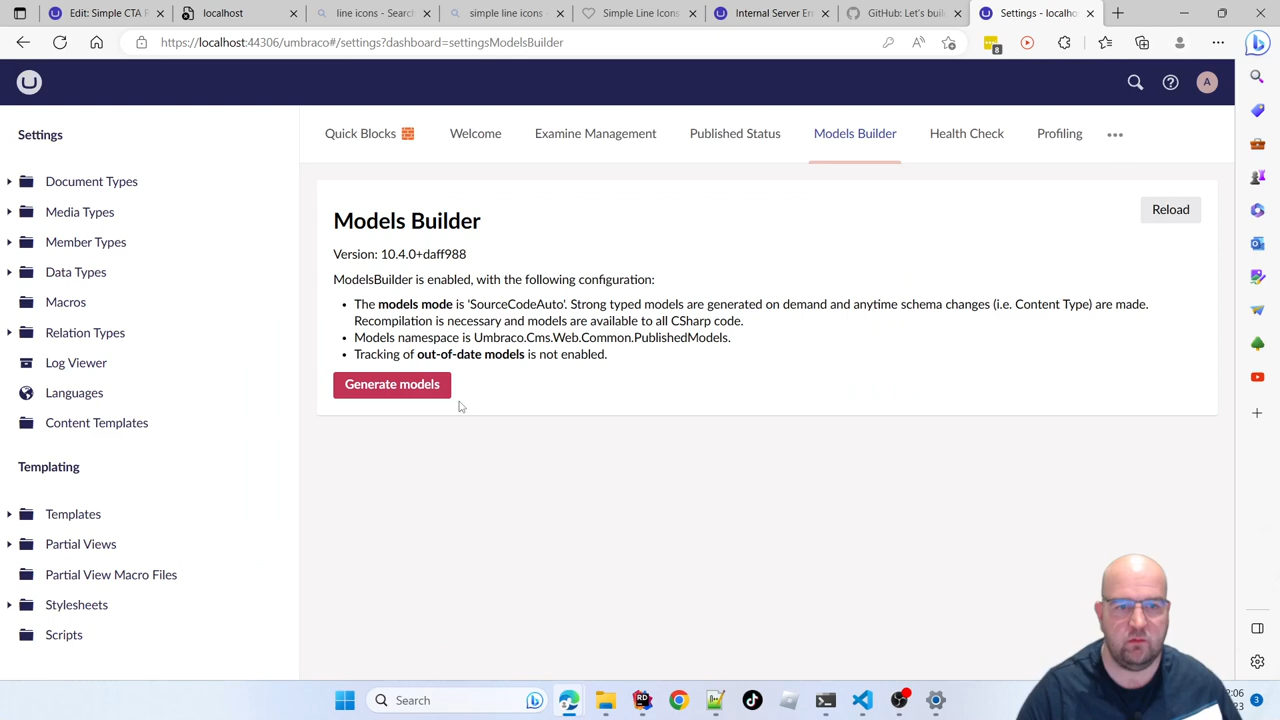 Edit: Simple CTA F
localhost
line icons - Search
simple line icons
Simple Line Icons
Internal Server Erro
GitHub: Let's buil
Settings - localho
https://localhost:44306/umbraco#/settings?dashboard=settingsModelsBuilder
8
A
Settings
Document Types
Media Types
Member Types
Data Types
Macros
Relation Types
Log Viewer
Languages
Content Templates
Templating
Templates
Partial Views
Partial View Macro Files
Stylesheets
Scripts
Quick Blocks
Welcome
Examine Management
Published Status
Models Builder
Health Check
Profiling
Models Builder
Reload
Version: 10.4.0+daff988
ModelsBuilder is enabled, with the following configuration:
The models mode is 'SourceCodeAuto'. Strong typed models are generated on demand and anytime schema changes (i.e. Content Type) are made.
Recompilation is necessary and models are available to all CSharp code.
Models namespace is Umbraco.Cms.Web.Common.PublishedModels.
Tracking of out-of-date models is not enabled.
Generate models
Search
RD
:06
23
3